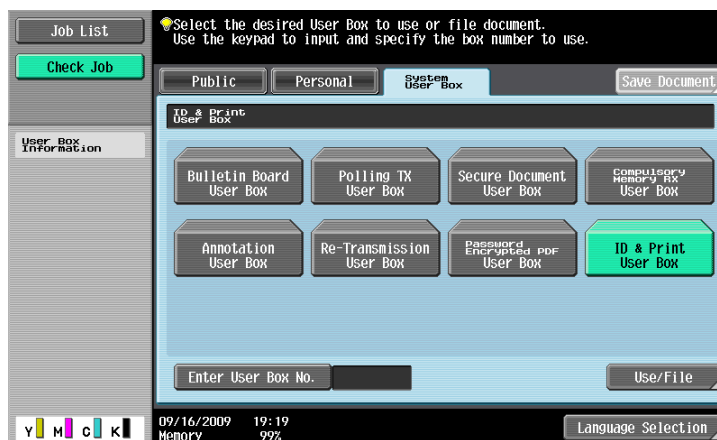 Job List
Check Job
Select the desired User Box to use or file document.
Use the keypad to input and specify the box number to use.
Public
Personal
System
User Box
Save Document
ID & Print
User Box
User Box
Information
Bulletin Board
User Box
Polling TX
User Box
Secure Document
User Box
Compulsory
Memory RX
User Box
Annotation
User Box
Re-Transmission
User Box
Password
Encrypted PDF
User Box
ID & Print
User Box
Enter User Box No.
Use/File
Y M C K
09/16/2009 19:19
Memory 99%
Language Selection